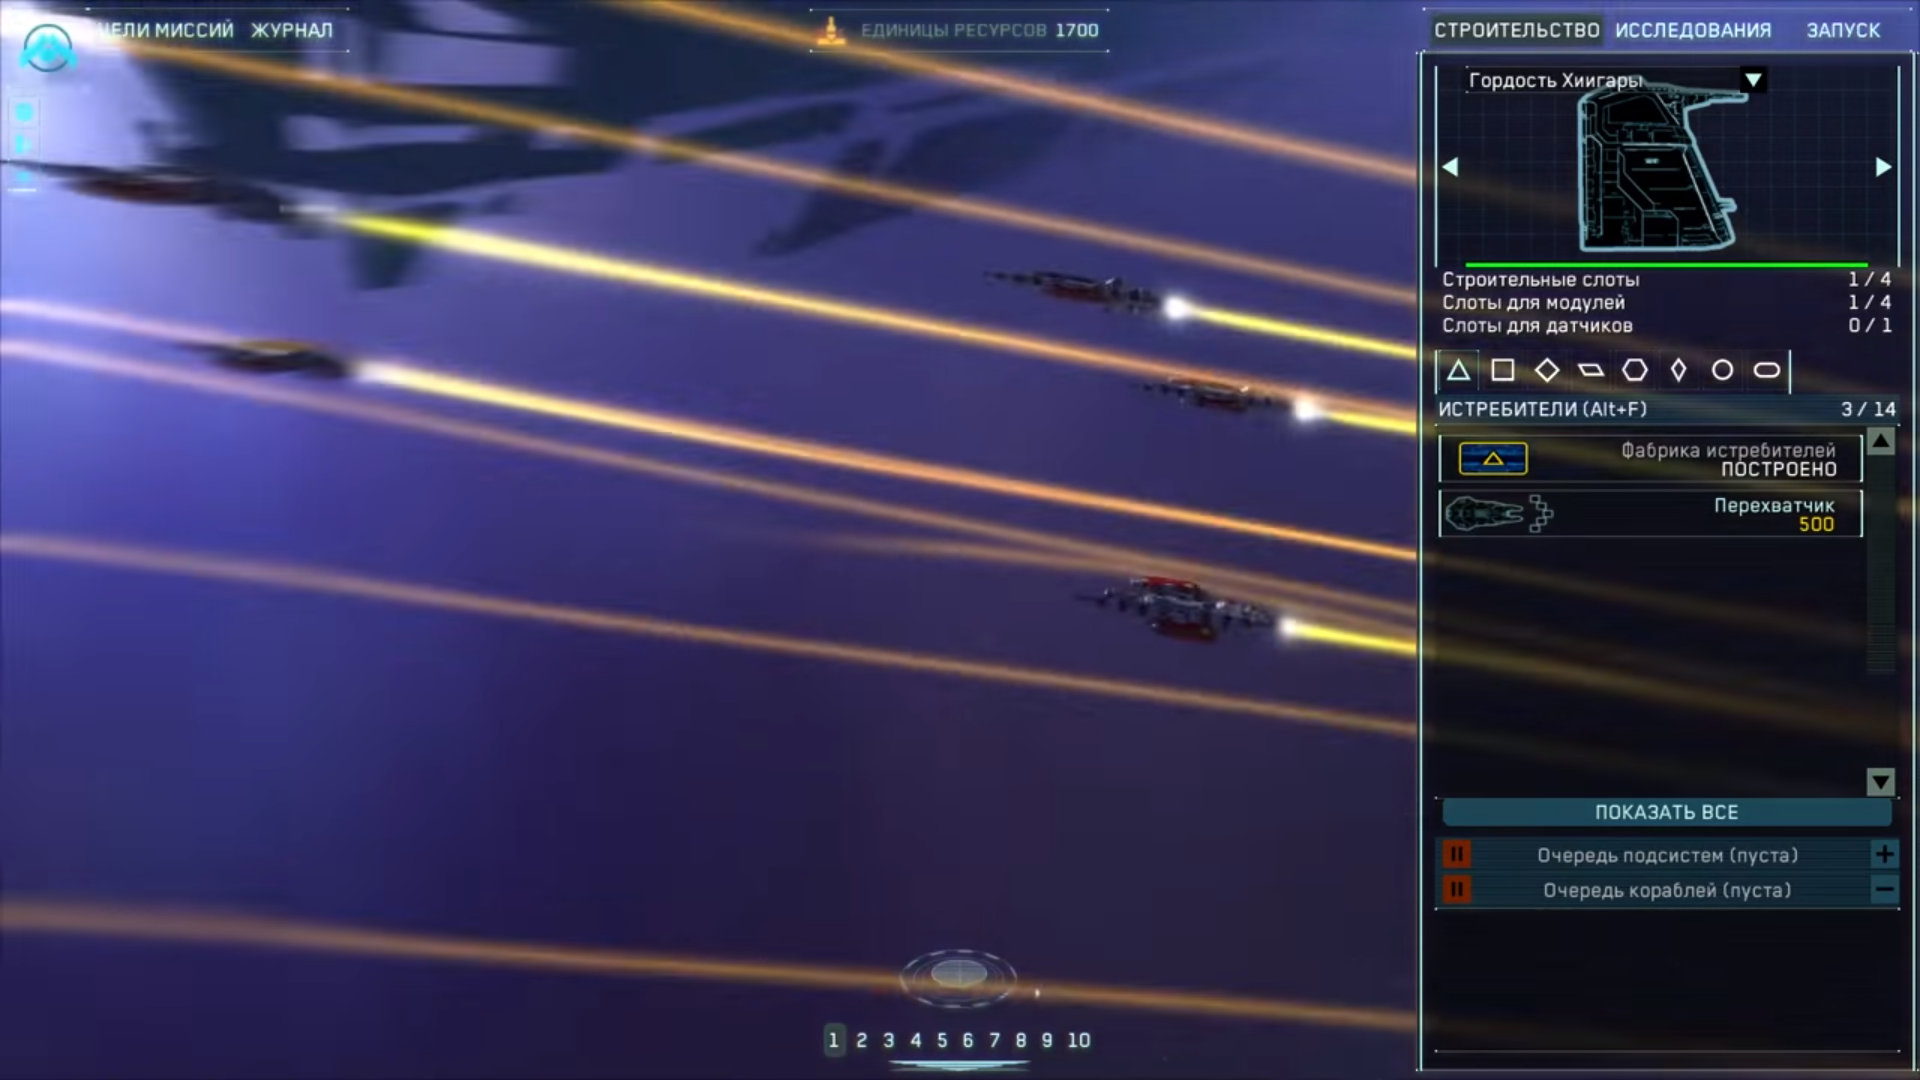 ЦЕЛИ МИССИЙ ЖУРНАЛ
ЕДИНИЦЫ РЕСУРСОВ 1700
СТРОИТЕЛЬСТВО ИССЛЕДОВАНИЯ ЗАПУСК
Гордость Хиигары
Строительные слоты 1 / 4
Слоты для модулей 1 / 4
Слоты для датчиков 0 / 1
ИСТРЕБИТЕЛИ (Alt+F) 3 / 14
Фабрика истребителей
ПОСТРОЕНО
Перехватчик
500
ПОКАЗАТЬ ВСЕ
Очередь подсистем (пуста)
Очередь кораблей (пуста)
1 2 3 4 5 6 7 8 9 10